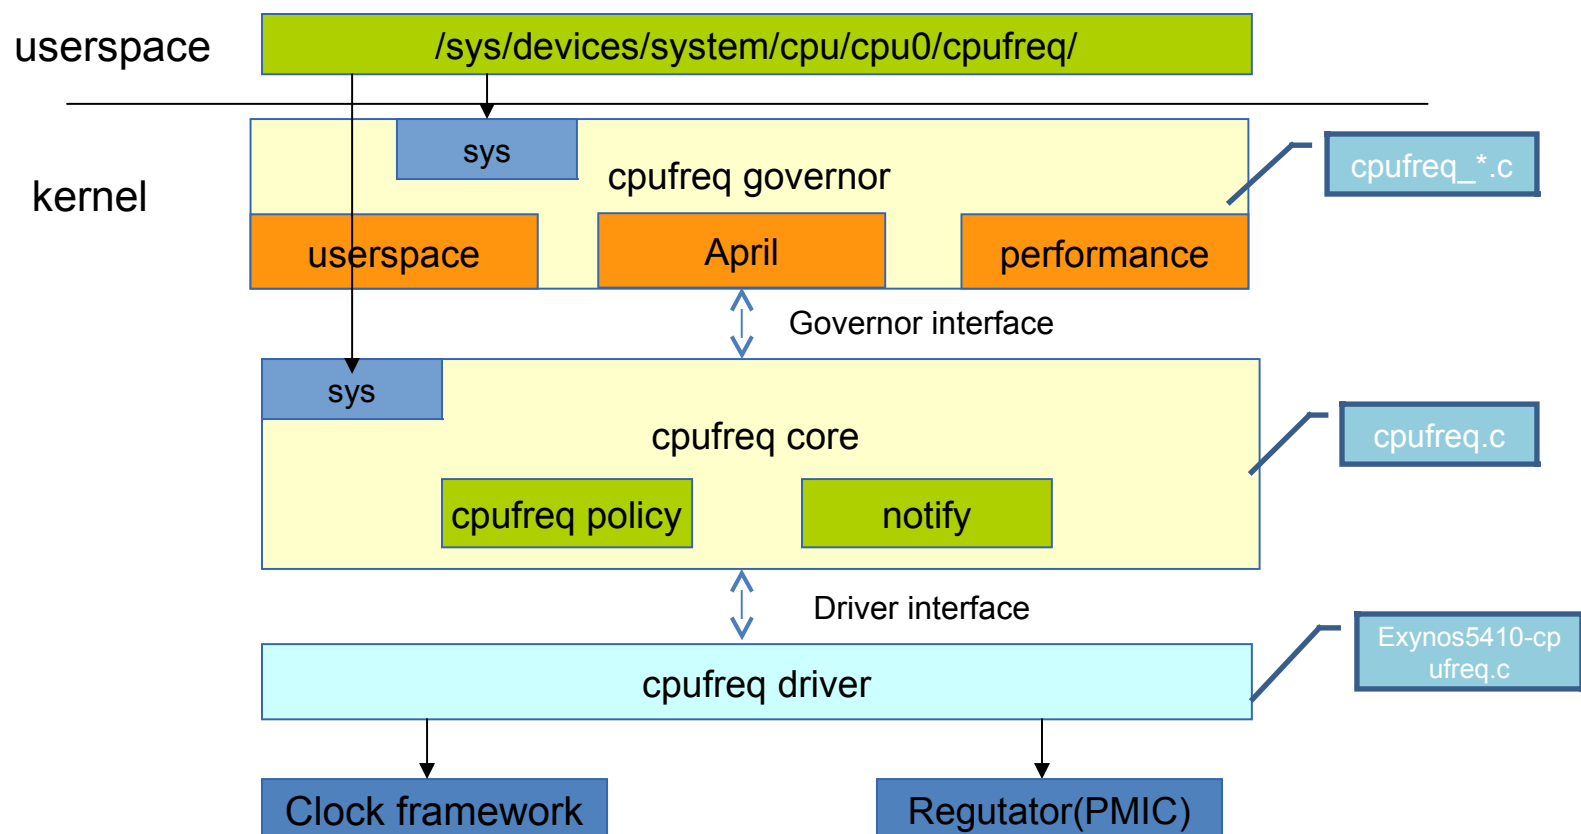 userspace
/sys/devices/system/cpu/cpu0/cpufreq/
kernel
sys
cpufreq governor
cpufreq_*.c
userspace
April
performance
Governor interface
sys
cpufreq core
cpufreq.c
cpufreq policy
notify
Driver interface
cpufreq driver
Exynos5410-cp
ufreq.c
Clock framework
Regutator(PMIC)